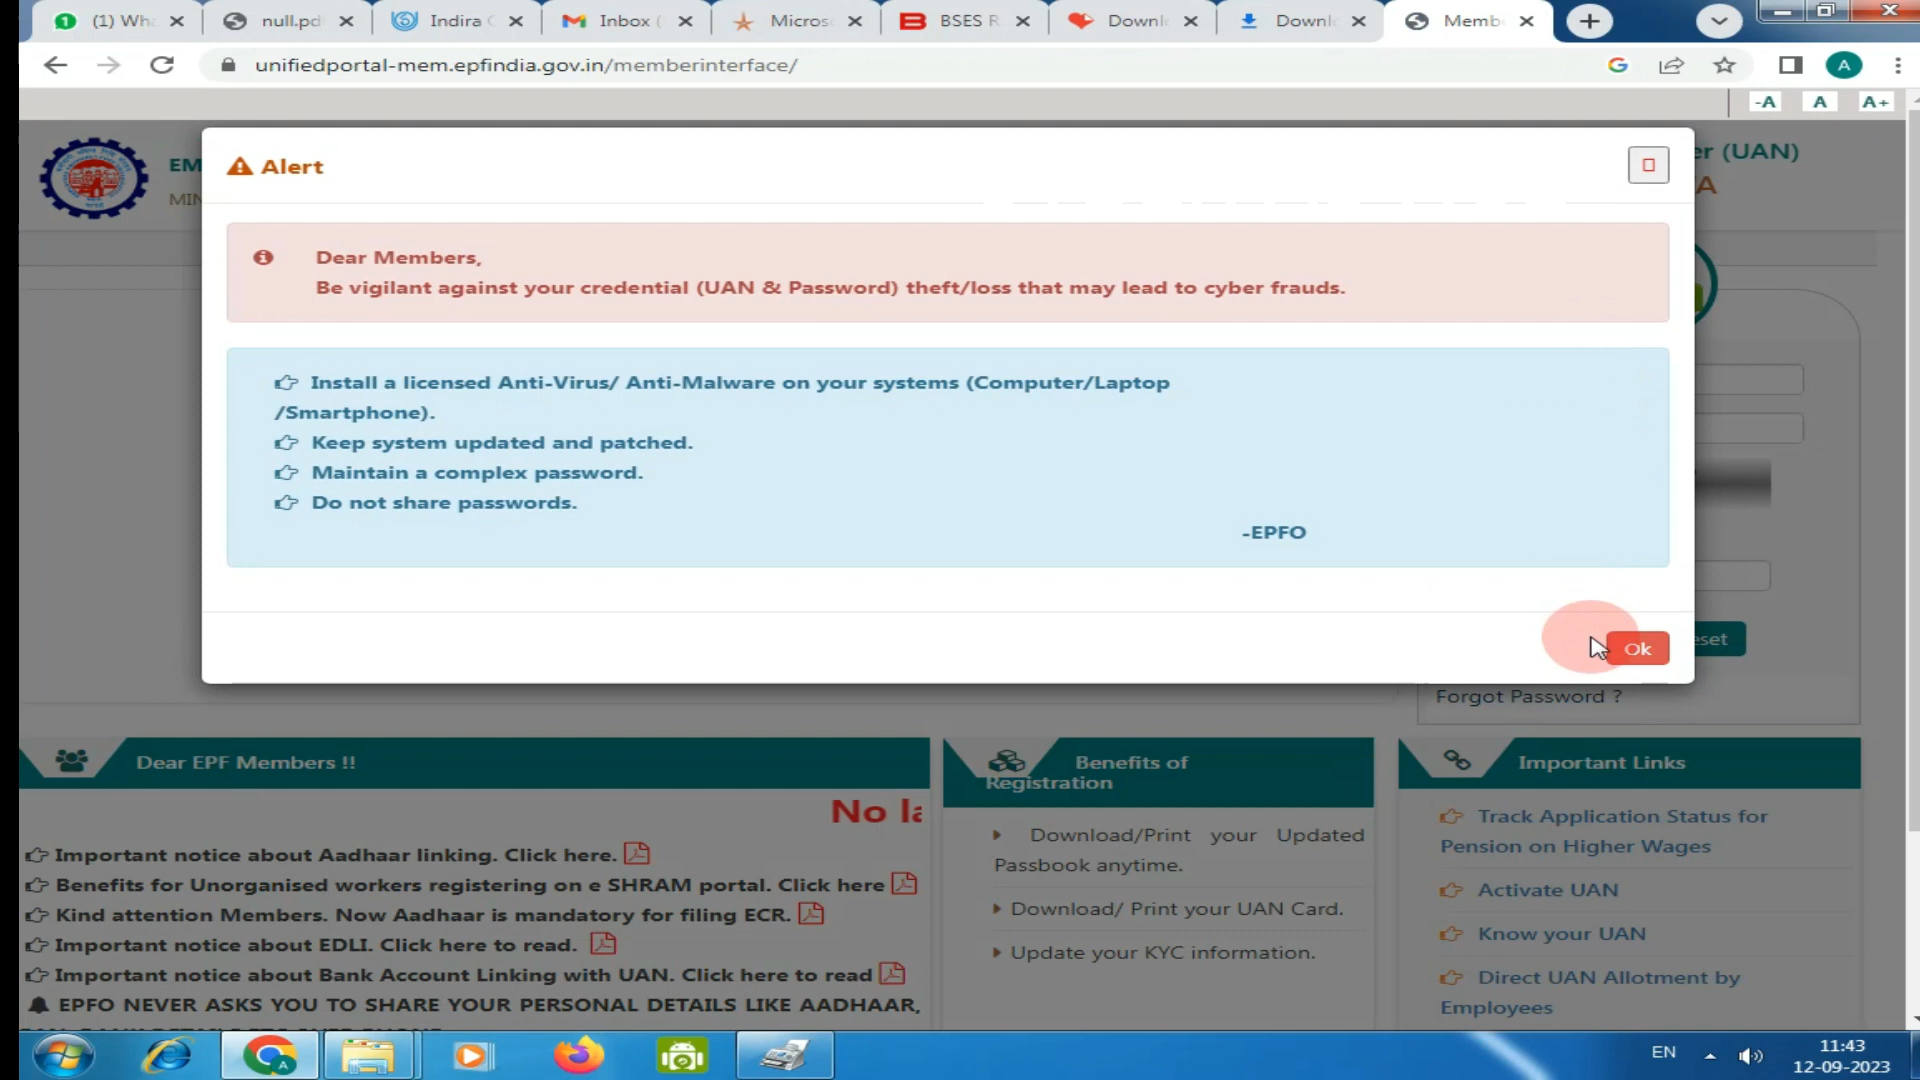 (1) Wha
null.pd
Indira
Inbox (
Micros
BSES R
Downl
Downl
Memb
unifiedportal-mem.epfindia.gov.in/memberinterface/
A
-A A A+
EM
MIN
er (UAN)
A
Alert
Dear Members,
Be vigilant against your credential (UAN & Password) theft/loss that may lead to cyber frauds.
Install a licensed Anti-Virus/ Anti-Malware on your systems (Computer/Laptop
/Smartphone).
Keep system updated and patched.
Maintain a complex password.
Do not share passwords.
-EPFO
Ok
eset
Forgot Password ?
Dear EPF Members !!
No la
Important notice about Aadhaar linking. Click here.
Benefits for Unorganised workers registering on e SHRAM portal. Click here
Kind attention Members. Now Aadhaar is mandatory for filing ECR.
Important notice about EDLI. Click here to read.
Important notice about Bank Account Linking with UAN. Click here to read
EPFO NEVER ASKS YOU TO SHARE YOUR PERSONAL DETAILS LIKE AADHAAR,
Benefits of
Registration
Download/Print your Updated
Passbook anytime.
Download/ Print your UAN Card.
Update your KYC information.
Important Links
Track Application Status for
Pension on Higher Wages
Activate UAN
Know your UAN
Direct UAN Allotment by
Employees
EN
11:43
12-09-2023